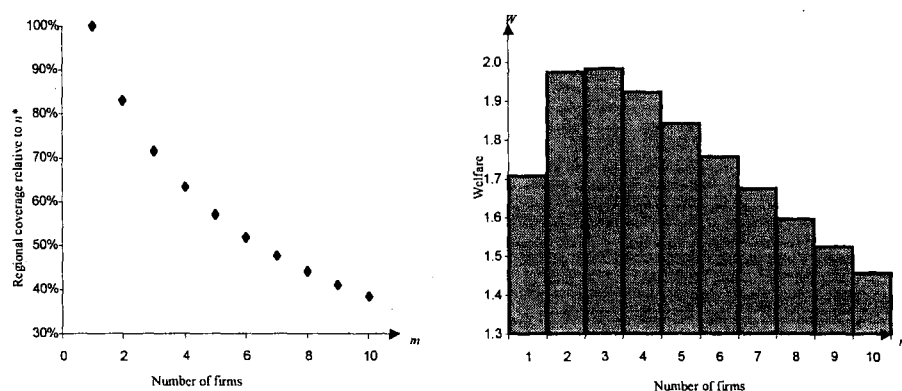 100%
90%
80%
70%
60%
50%
40%
30%
Regional coverage relative to n*
0 2 4 6 8 10 m
Number of firms
W
2.0
1.9
1.8
1.7
1.6
1.5
1.4
1.3
Welfare
1 2 3 4 5 6 7 8 9 10
Number of firms